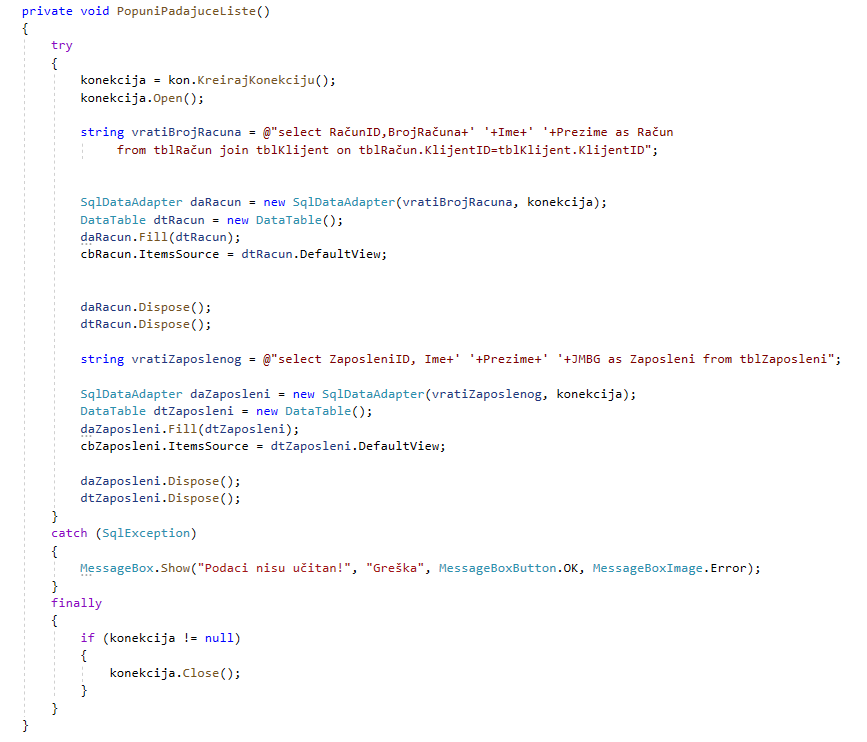 private void PopuniPadajuceListe()
{
try
{
konekcija = kon.KreirajKonekciju();
konekcija.Open();
string vratiBrojRacuna = @"select RačunID,BrojRačuna+' '+Ime+' '+Prezime as Račun
from tblRačun join tblKlijent on tblRačun.KlijentID=tblKlijent.KlijentID";
SqlDataAdapter daRacun = new SqlDataAdapter(vratiBrojRacuna, konekcija);
DataTable dtRacun = new DataTable();
daRacun.Fill(dtRacun);
cbRacun.ItemsSource = dtRacun.DefaultView;
daRacun.Dispose();
dtRacun.Dispose();
string vratiZaposlenog = @"select ZaposleniID, Ime+' '+Prezime+' '+JMBG as Zaposleni from tblZaposleni";
SqlDataAdapter daZaposleni = new SqlDataAdapter(vratiZaposlenog, konekcija);
DataTable dtZaposleni = new DataTable();
daZaposleni.Fill(dtZaposleni);
cbZaposleni.ItemsSource = dtZaposleni.DefaultView;
daZaposleni.Dispose();
dtZaposleni.Dispose();
}
catch (SqlException)
{
MessageBox.Show("Podaci nisu učitan!", "Greška", MessageBoxButton.OK, MessageBoxImage.Error);
}
finally
{
if (konekcija != null)
{
konekcija.Close();
}
}
}